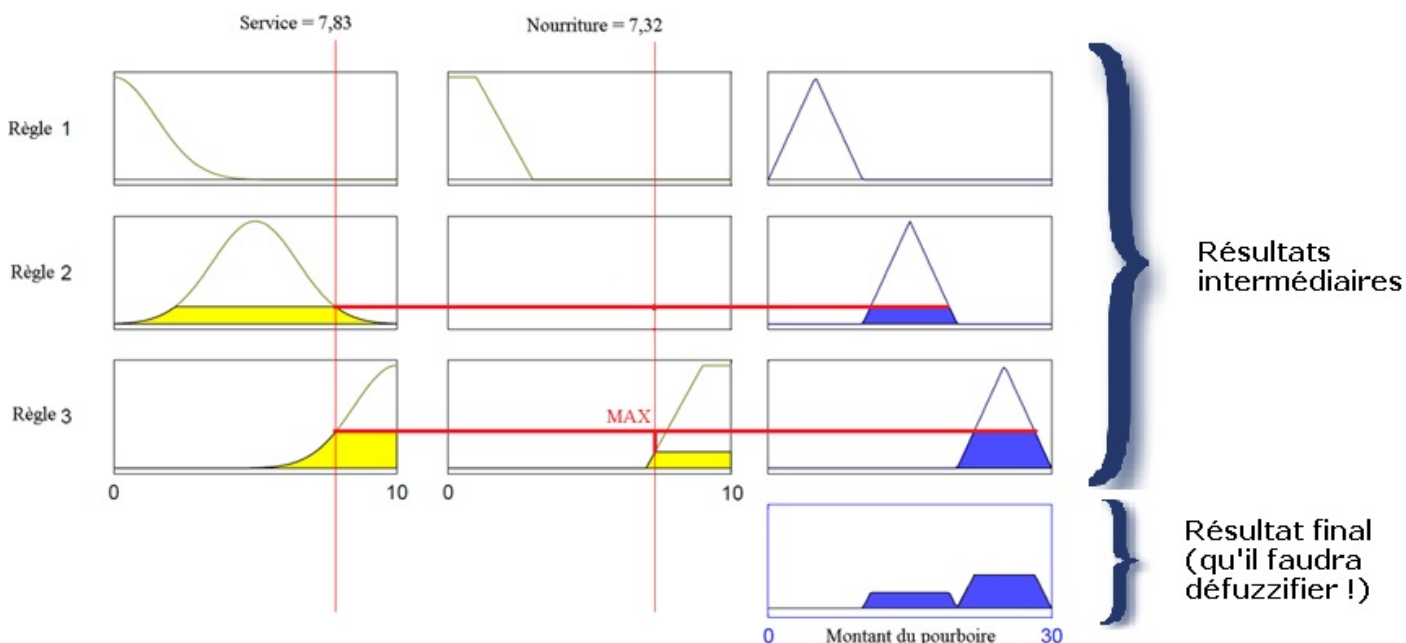 Service = 7,83
Nourriture = 7,32
Règle 1
Règle 2
Résultats
intermédiaires
Règle 3
MAX
0
10
0
10
Résultat final
(qu'il faudra
défuzzifier !)
0
Montant du pourboire
30